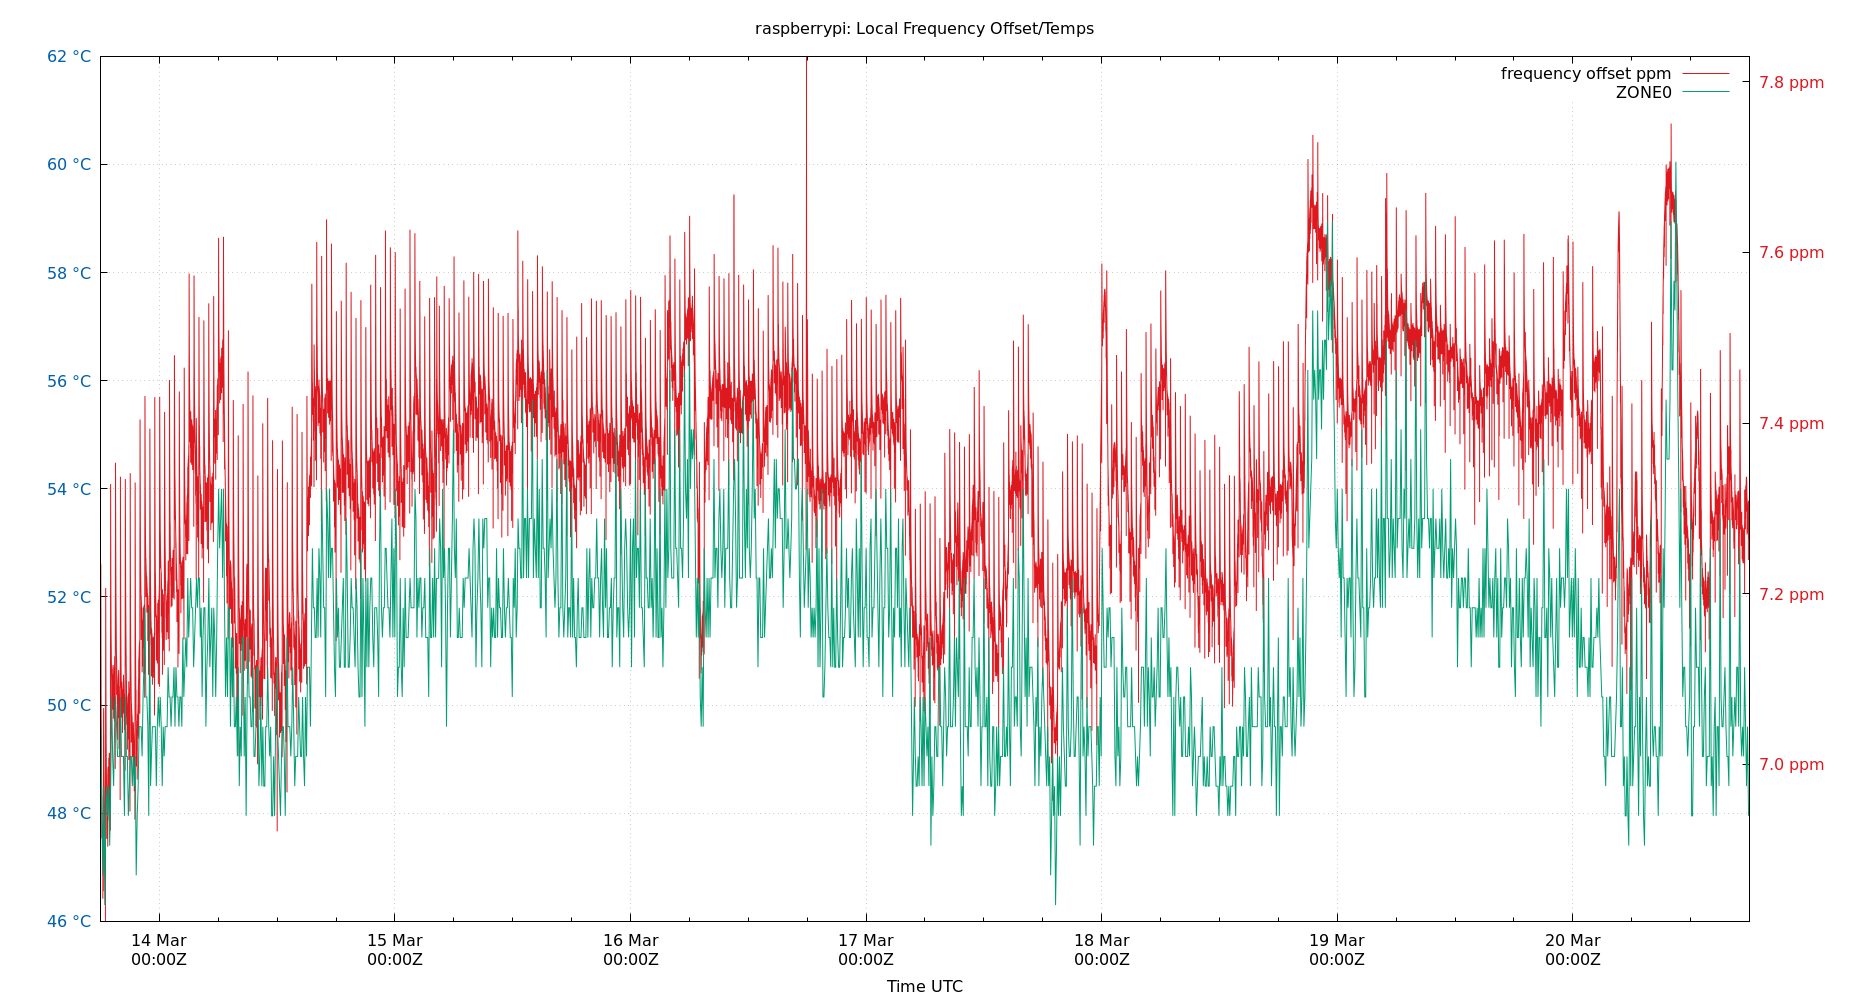 raspberrypi: Local Frequency Offset/Temps
62 °C
60 °C
58 °C
56 °C
54 °C
52 °C
50 °C
48 °C
46 °C
frequency offset ppm
ZONE0
7.8 ppm
7.6 ppm
7.4 ppm
7.2 ppm
7.0 ppm
14 Mar
00:00Z
15 Mar
00:00Z
16 Mar
00:00Z
17 Mar
00:00Z
18 Mar
00:00Z
19 Mar
00:00Z
20 Mar
00:00Z
Time UTC